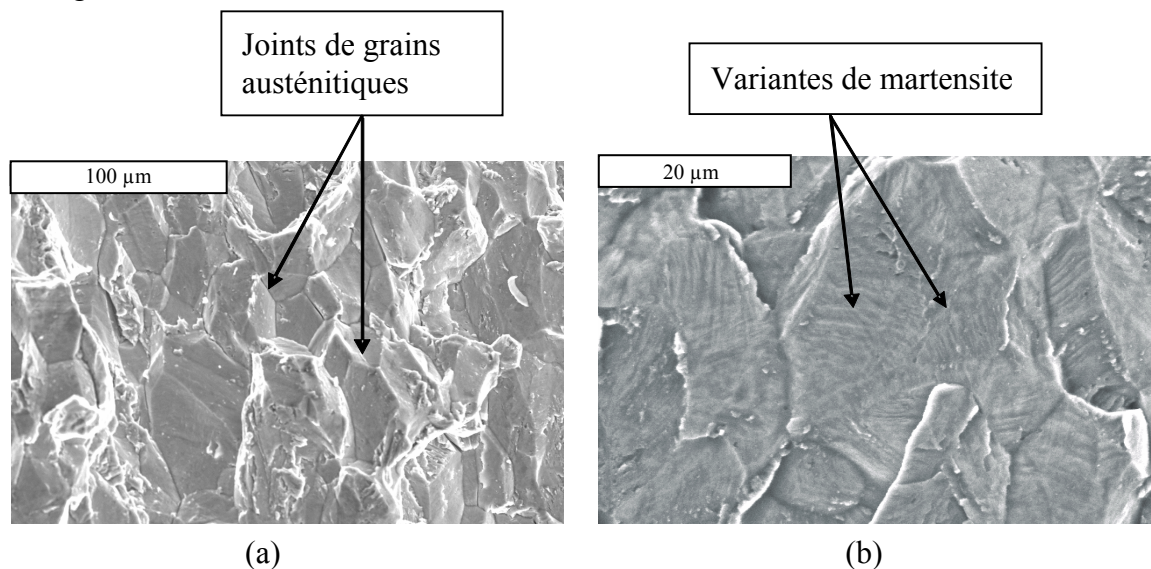 Joints de grains
austénitiques
Variantes de martensite
100 µm
20 µm
(a)
(b)